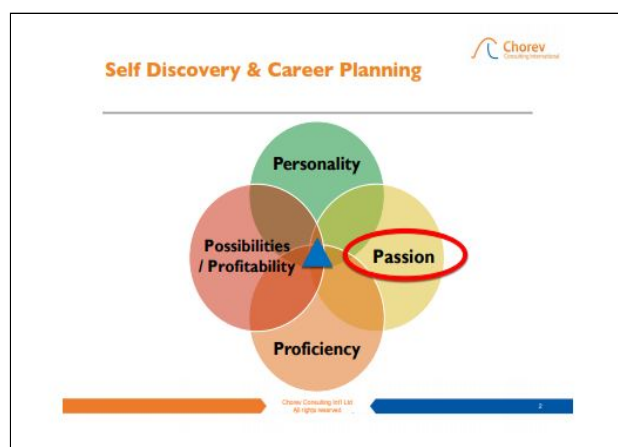 Chorev
Consulting International
Self Discovery & Career Planning
Personality
Possibilities
/ Profitability
Passion
Proficiency
Chorev Consulting Int'l Ltd
All rights reserved
2